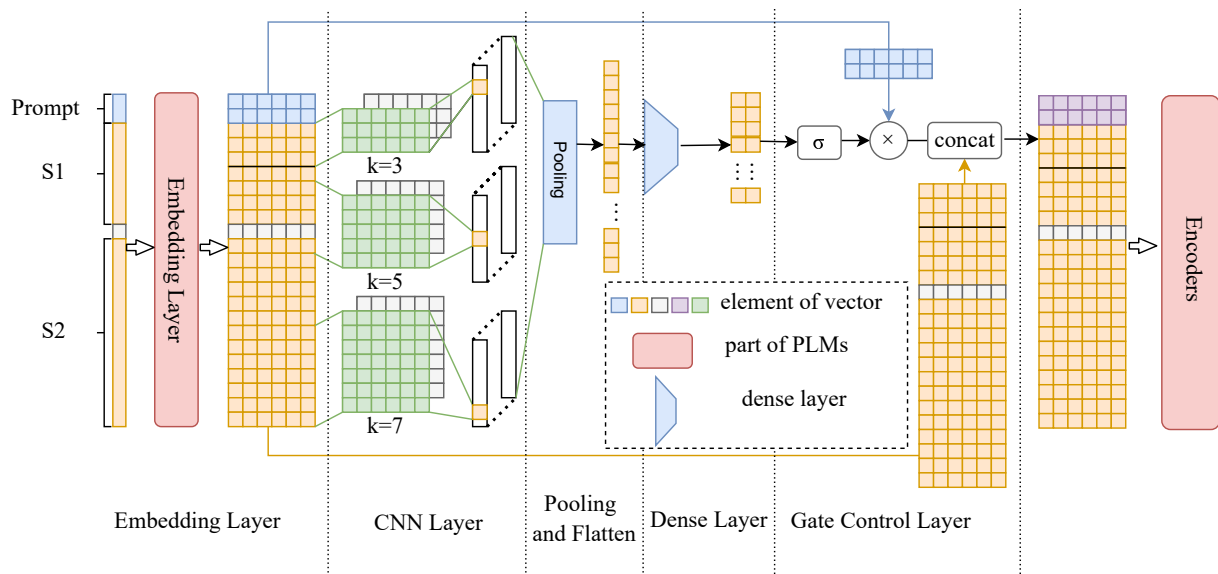 Prompt
S1
S2
Embedding Layer
k=3
k=5
k=7
Pooling
σ
×
concat
Encoders
element of vector
part of PLMs
dense layer
Embedding Layer
CNN Layer
Pooling
and Flatten
Dense Layer
Gate Control Layer